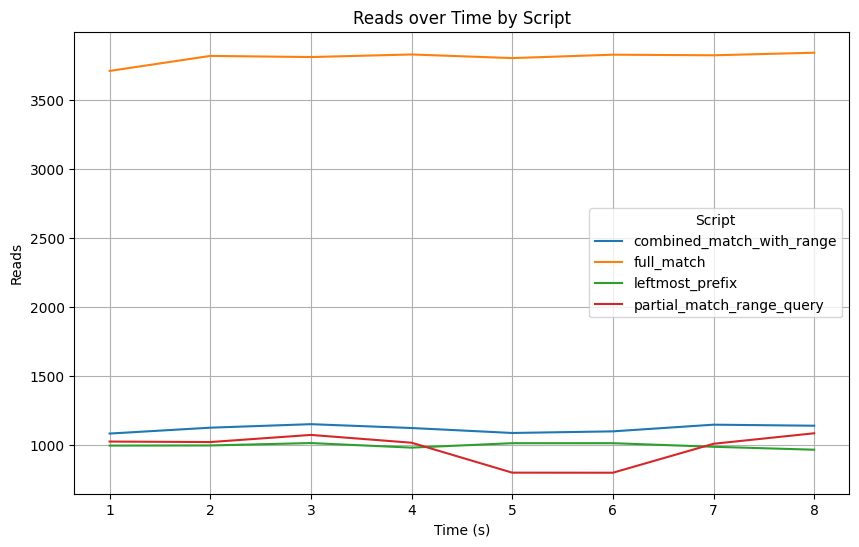 Reads over Time by Script
Reads
3500
3000
2500
2000
1500
1000
Script
combined_match_with_range
full_match
leftmost_prefix
partial_match_range_query
1 2 3 4 5 6 7 8
Time (s)